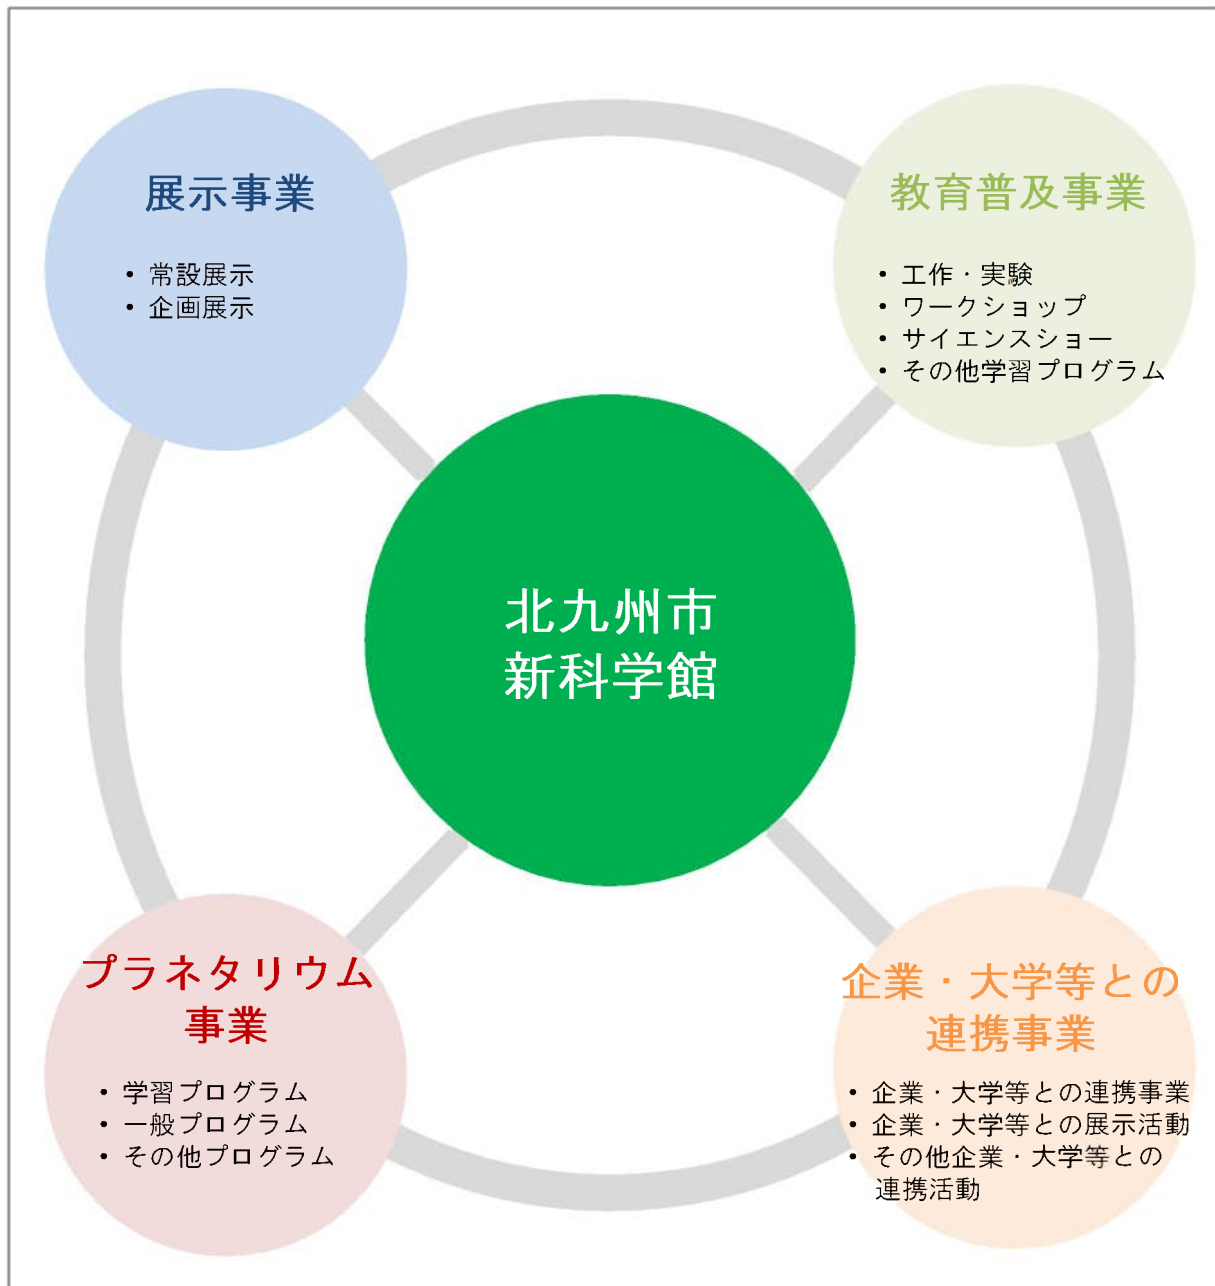 展示事業
• 常設展示
• 企画展示
教育普及事業
• 工作・実験
• ワークショップ
• サイエンスショー
• その他学習プログラム
北九州市
新科学館
プラネタリウム
事業
• 学習プログラム
• 一般プログラム
• その他プログラム
企業・大学等との
連携事業
• 企業・大学等との連携事業
• 企業・大学等との展示活動
• その他企業・大学等との
連携活動